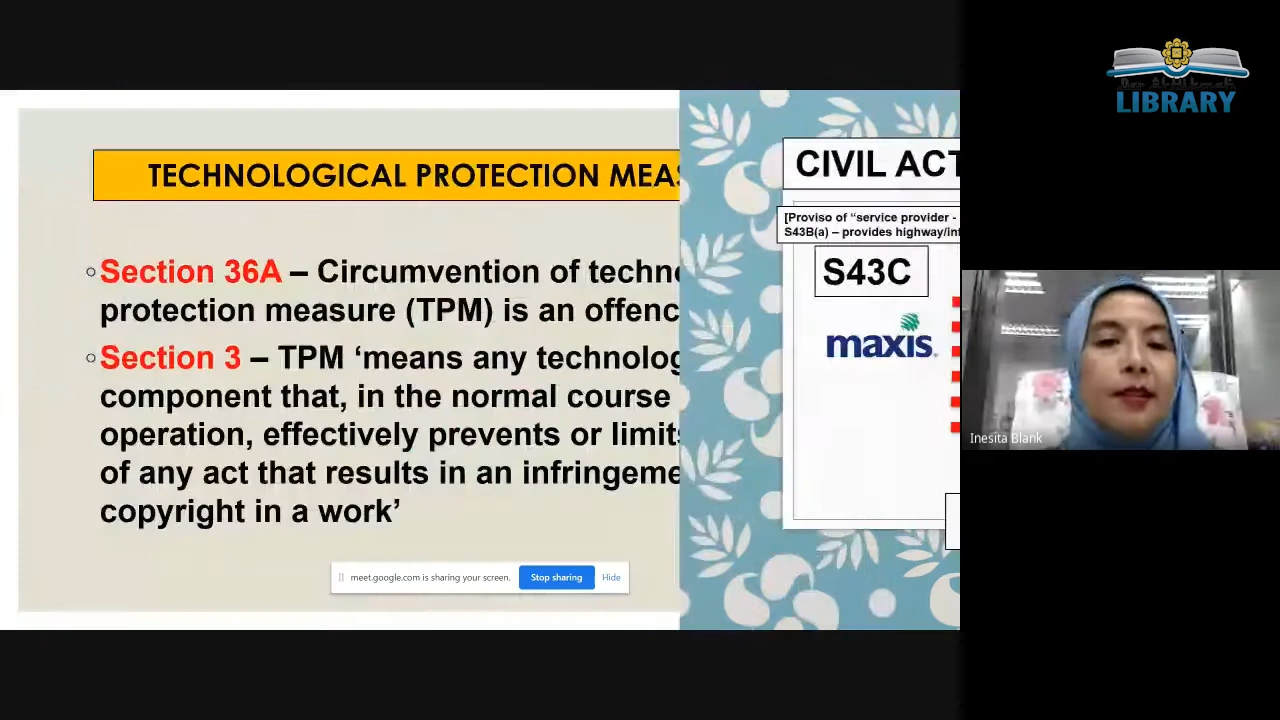 TECHNOLOGICAL PROTECTION MEAS
Section 36A – Circumvention of techno
protection measure (TPM) is an offenc
Section 3 – TPM ‘means any technolog
component that, in the normal course
operation, effectively prevents or limits
of any act that results in an infringeme
copyright in a work’
meet.google.com is sharing your screen. Stop sharing Hide
CIVIL ACT
[Proviso of “service provider -
S43B(a) – provides highway/inf
S43C
maxis
LIBRARY
Inesita Blank